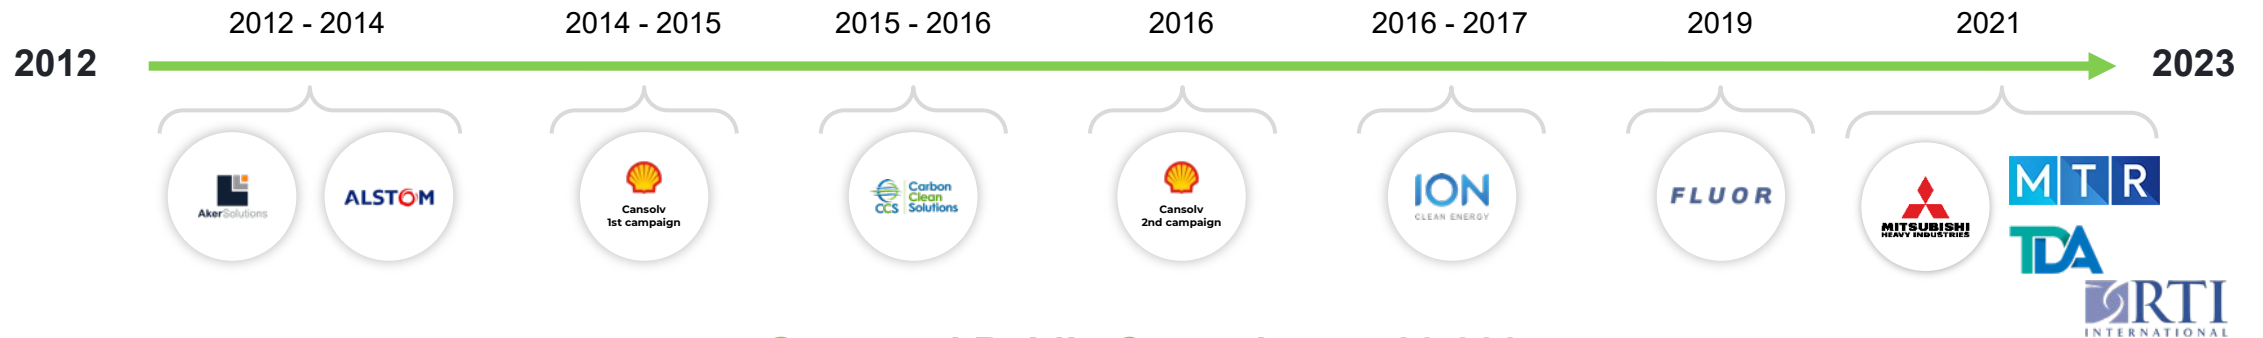 2012 - 2014
2014 - 2015
2015 - 2016
2016
2016 - 2017
2019
2021
2012
2023
AkerSolutions
ALSTOM
Cansolv
1st campaign
CCS
Carbon
Clean
Solutions
Cansolv
2nd campaign
ION
CLEAN ENERGY
FLUOR
MITSUBISHI
HEAVY INDUSTRIES
MTR
TDA
RTI
INTERNATIONAL